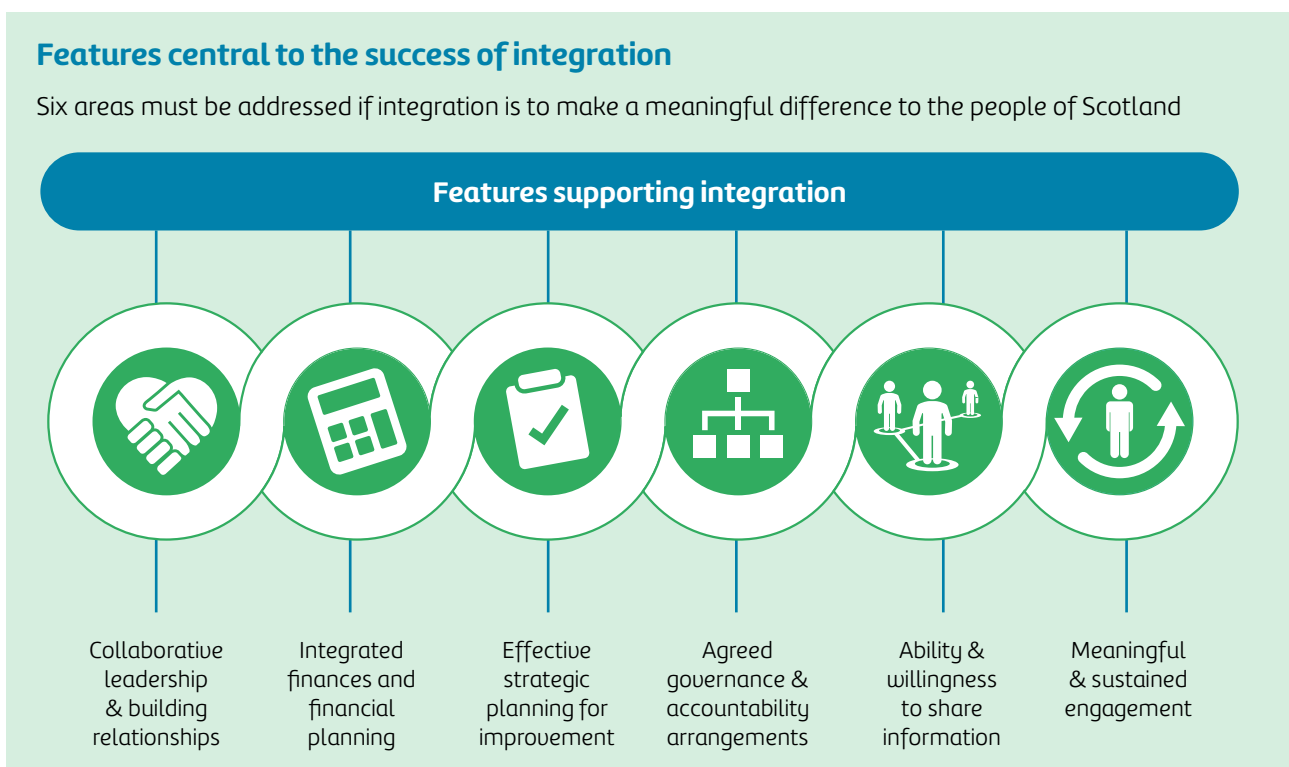 Features central to the success of integration
Six areas must be addressed if integration is to make a meaningful difference to the people of Scotland
Features supporting integration
Collaborative
leadership
& building
relationships
Integrated
finances and
financial
planning
Effective
strategic
planning for
improvement
Agreed
governance &
accountability
arrangements
Ability &
willingness
to share
information
Meaningful
& sustained
engagement